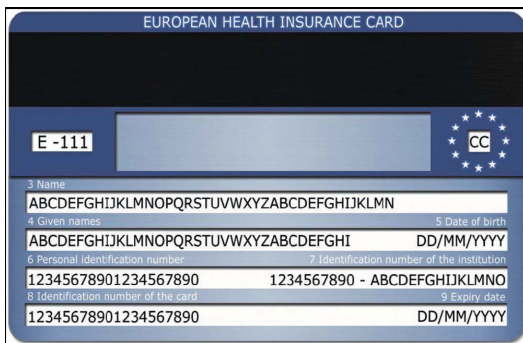 EUROPEAN HEALTH INSURANCE CARD
E -111
CC
3 Name
ABCDEFGHIJKLMNOPQRSTUVWXYZABCDEFGHIJKLMN
4 Given names 5 Date of birth
ABCDEFGHIJKLMNOPQRSTUVWXYZABCDEFGHI DD/MM/YYYY
6 Personal identification number 7 Identification number of the institution
12345678901234567890 1234567890 - ABCDEFGHIJKLMNO
8 Identification number of the card 9 Expiry date
12345678901234567890 DD/MM/YYYY